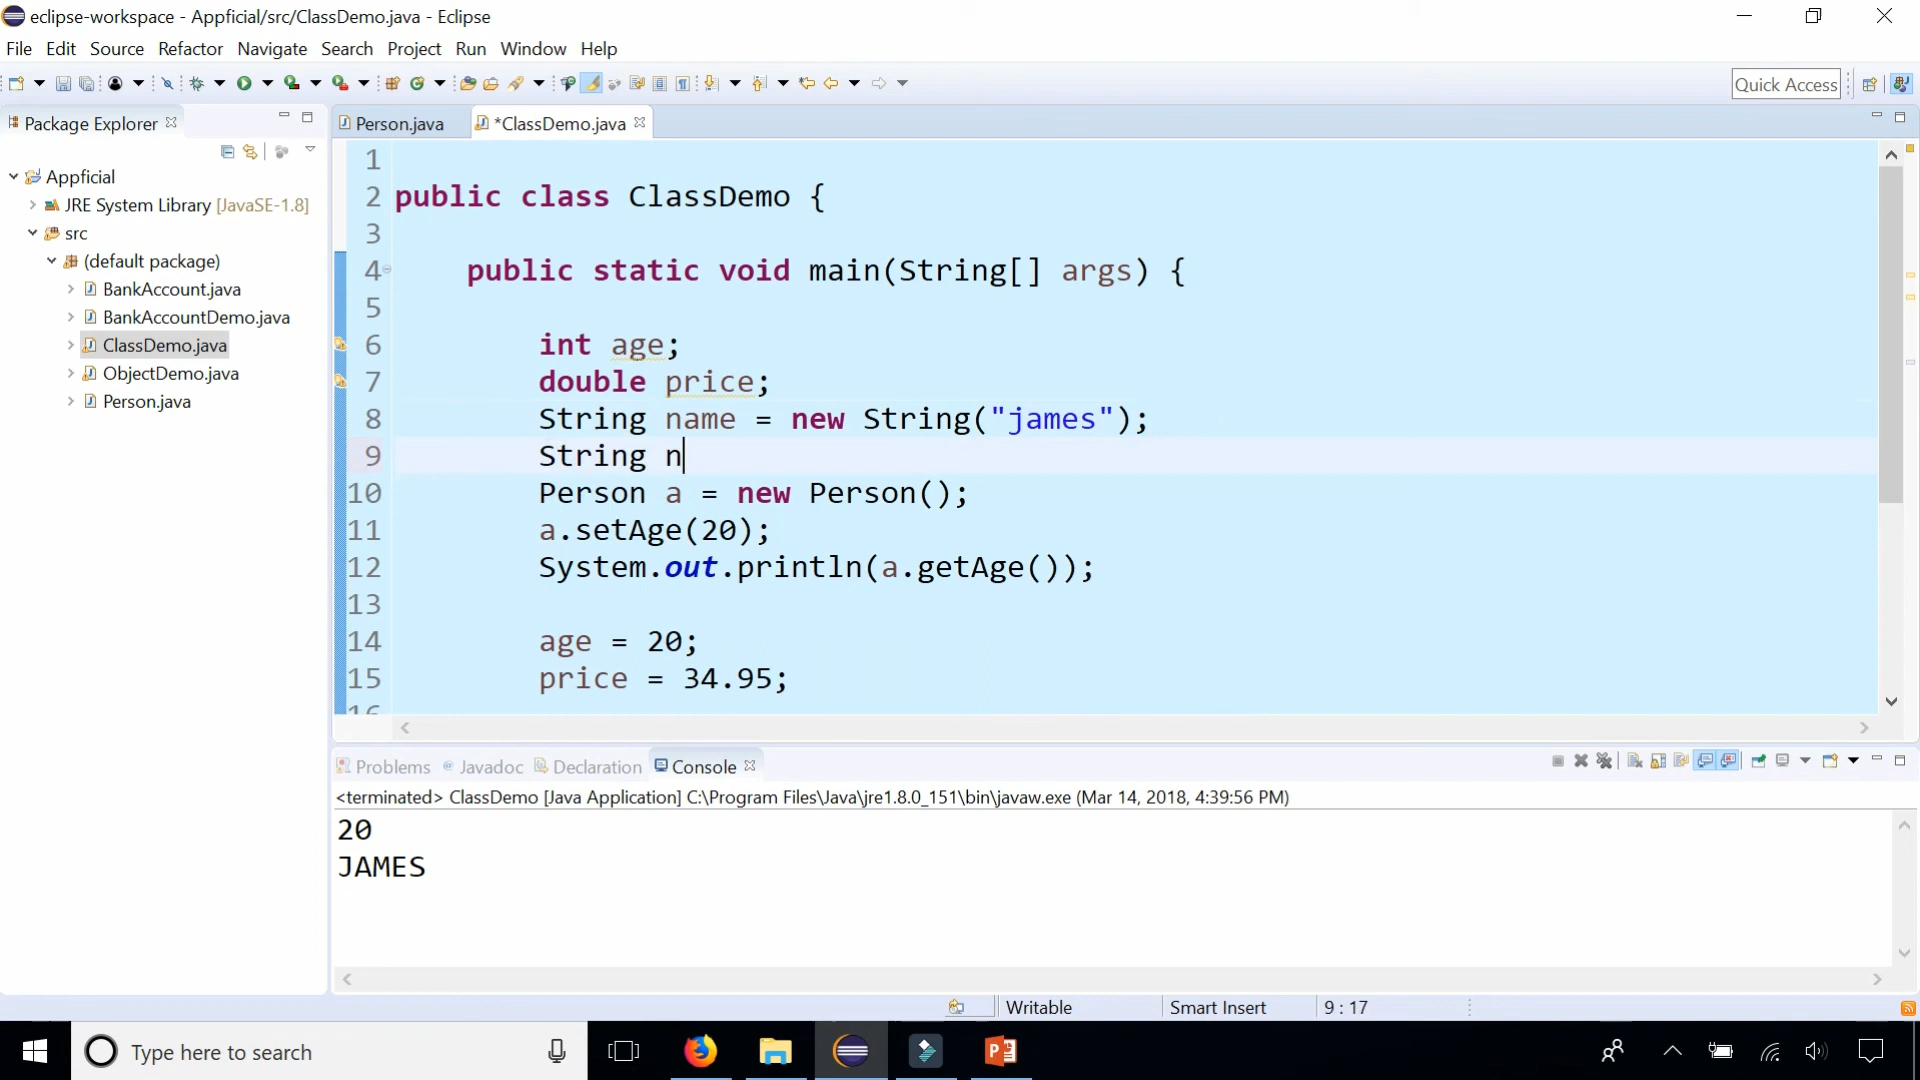 eclipse-workspace - Appficial/src/ClassDemo.java - Eclipse
File Edit Source Refactor Navigate Search Project Run Window Help
Quick Access
Package Explorer
Person.java
*ClassDemo.java
Appficial
JRE System Library [JavaSE-1.8]
src
(default package)
BankAccount.java
BankAccountDemo.java
ClassDemo.java
ObjectDemo.java
Person.java
1
2 public class ClassDemo {
3
4 public static void main(String[] args) {
5
6 int age;
7 double price;
8 String name = new String("james");
9 String n
10 Person a = new Person();
11 a.setAge(20);
12 System.out.println(a.getAge());
13
14 age = 20;
15 price = 34.95;
16
Problems Javadoc Declaration Console
<terminated> ClassDemo [Java Application] C:\Program Files\Java\jre1.8.0_151\bin\javaw.exe (Mar 14, 2018, 4:39:56 PM)
20
JAMES
Writable Smart Insert 9 : 17
Type here to search